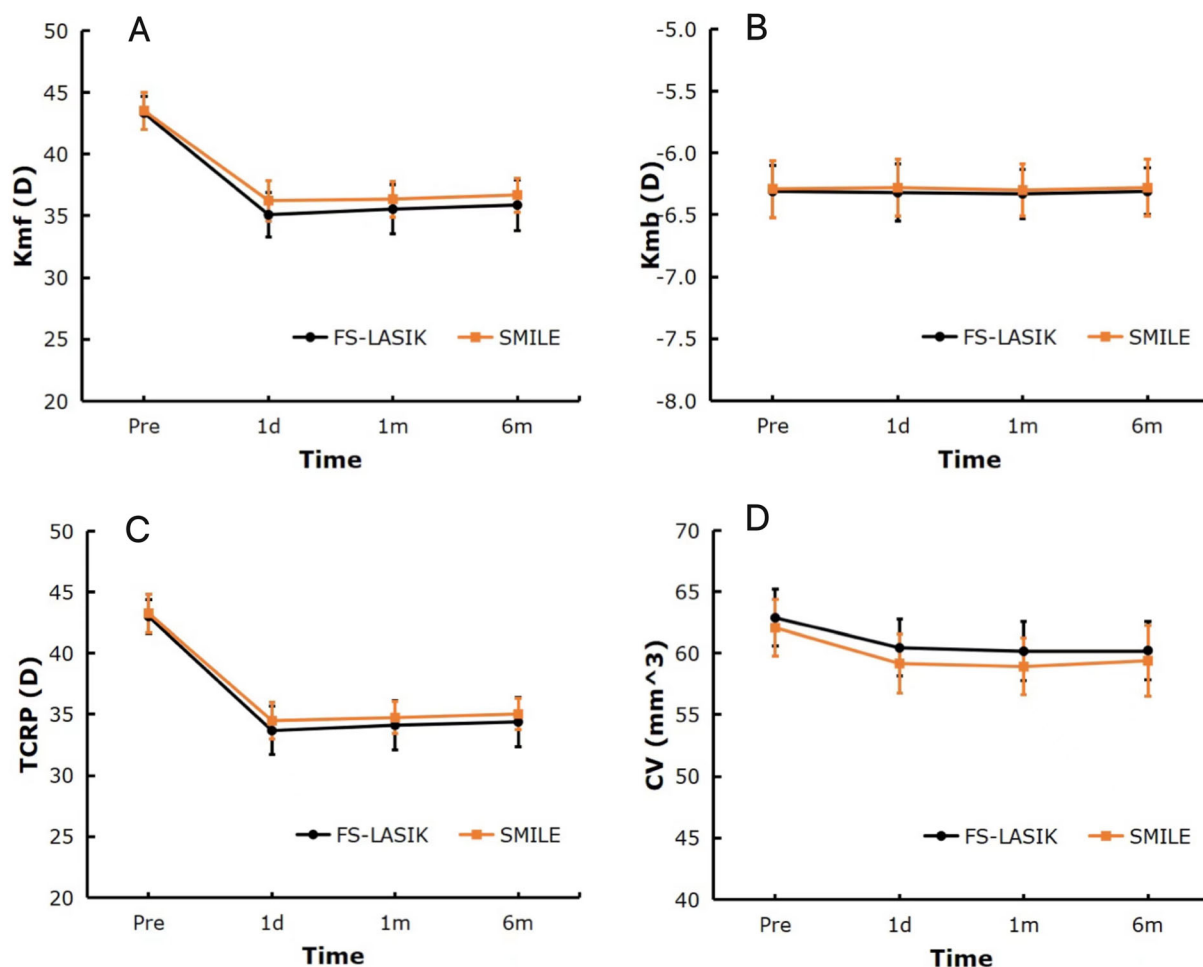 A
50
45
40
35
30
25
20
Kmf (D)
FS-LASIK
SMILE
Pre
1d
1m
6m
Time
B
-5.0
-5.5
-6.0
-6.5
-7.0
-7.5
-8.0
Kmb (D)
FS-LASIK
SMILE
Pre
1d
1m
6m
Time
C
50
45
40
35
30
25
20
TCRP (D)
FS-LASIK
SMILE
Pre
1d
1m
6m
Time
D
70
65
60
55
50
45
40
CV (mm^3)
FS-LASIK
SMILE
Pre
1d
1m
6m
Time